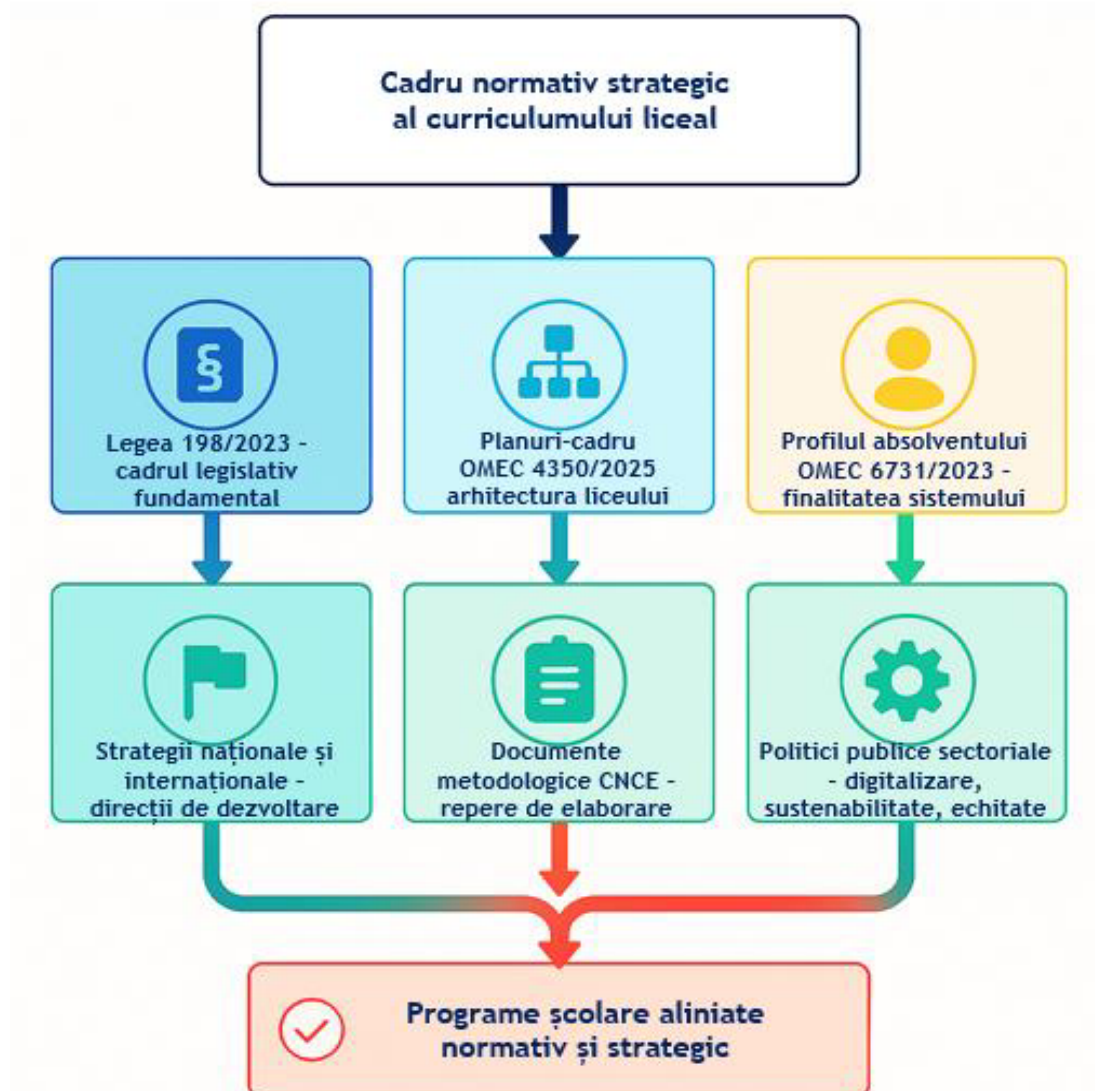 Cadru normativ strategic
al curriculumului liceal
§
Legea 198/2023 –
cadrul legislativ
fundamental
Planuri-cadru
OMEC 4350/2025
arhitectura liceului
Profilul absolventului
OMEC 6731/2023 –
finalitatea sistemului
Strategii naționale și
internaționale –
direcții de dezvoltare
Documente
metodologice CNCE –
repere de elaborare
Politici publice sectoriale
– digitalizare,
sustenabilitate, echitate
Programe școlare aliniate
normativ și strategic